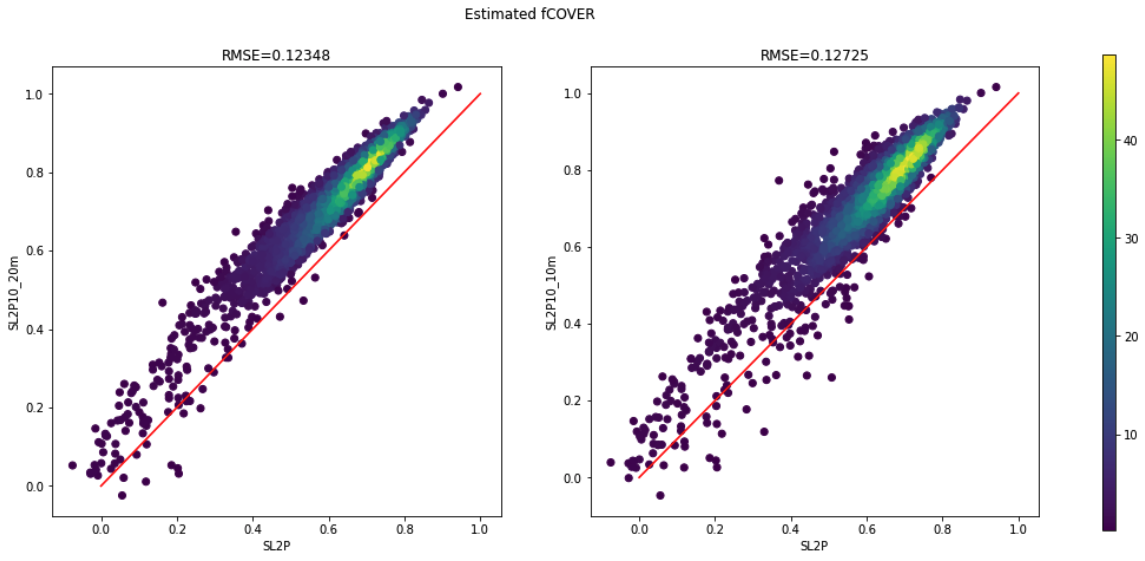 Estimated fCOVER
RMSE=0.12348
1.0
0.8
0.6
0.4
0.2
0.0
SL2P10_20m
0.0 0.2 0.4 0.6 0.8 1.0
SL2P
RMSE=0.12725
1.0
0.8
0.6
0.4
0.2
0.0
SL2P10_10m
0.0 0.2 0.4 0.6 0.8 1.0
SL2P
40
30
20
10